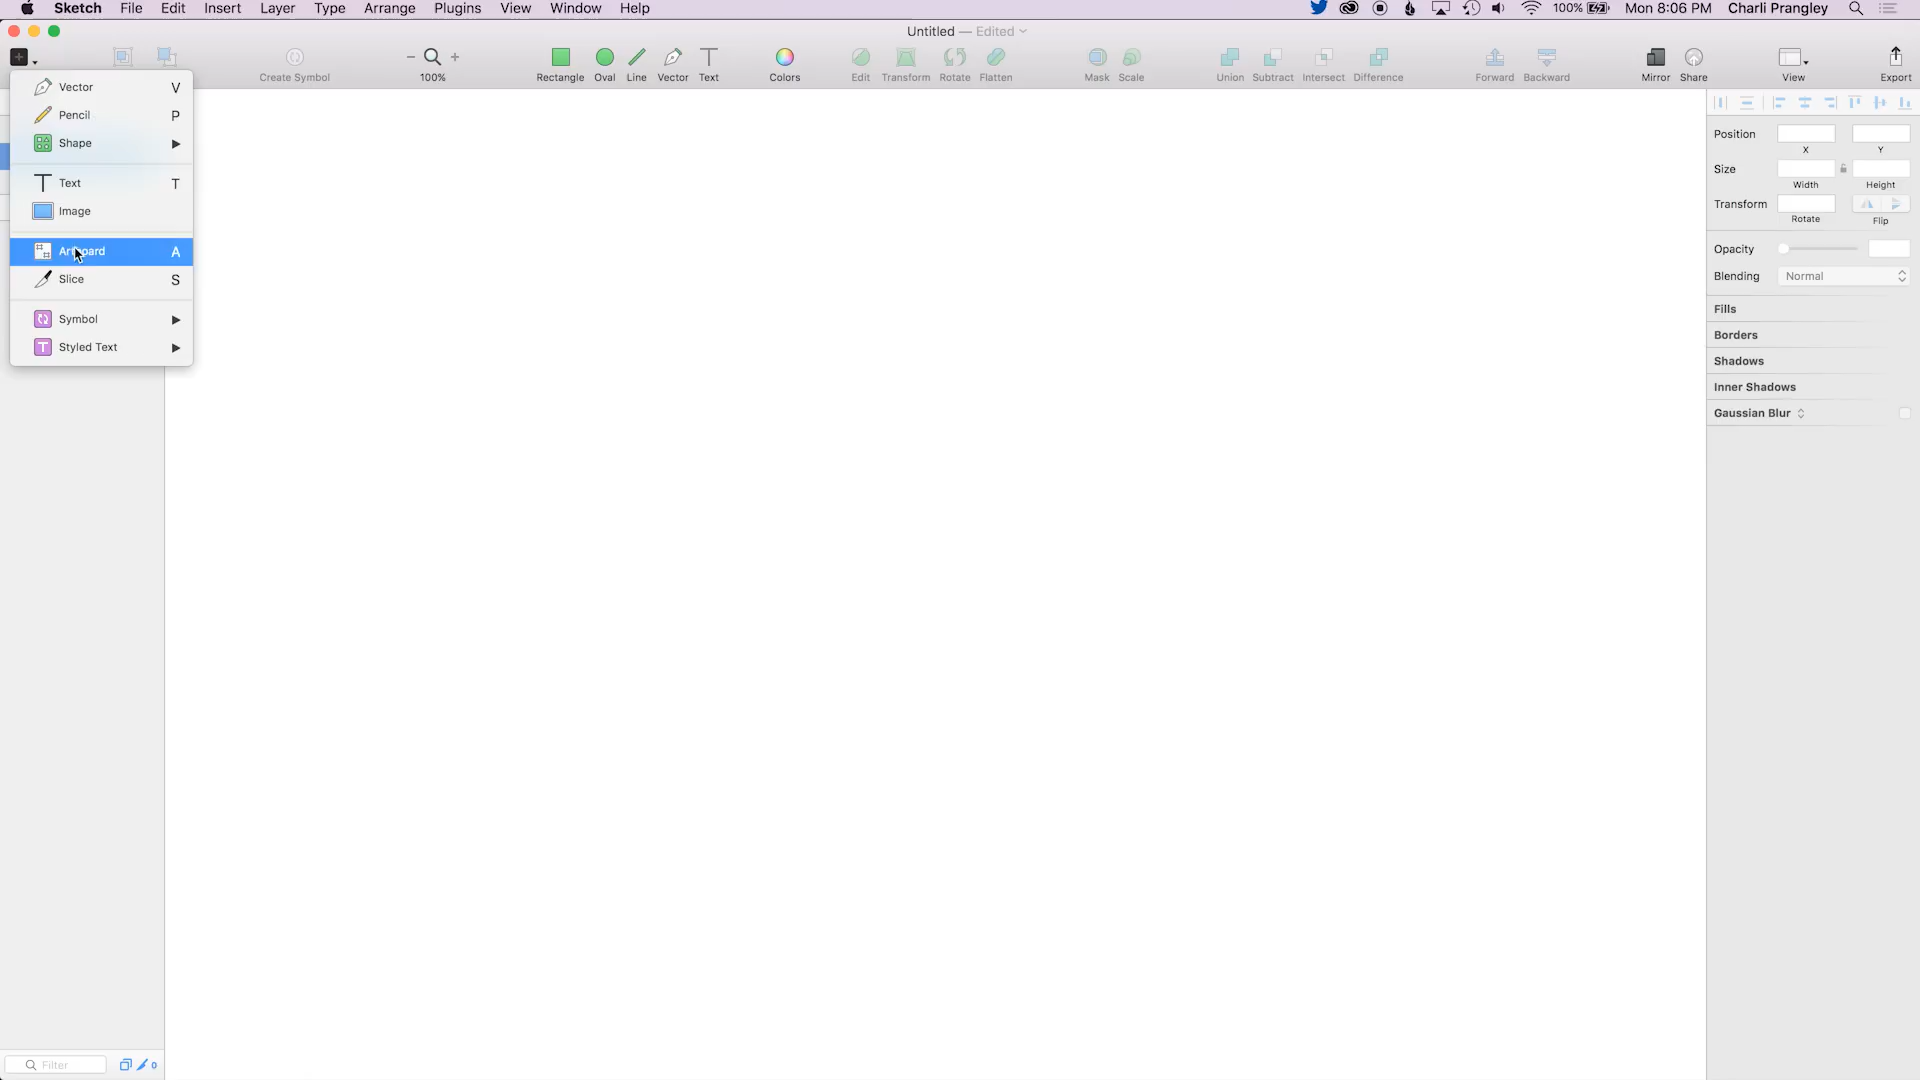 Sketch File Edit Insert Layer Type Arrange Plugins View Window Help 100% Mon 8:06 PM Charli Prangley
Untitled — Edited
Create Symbol 100% Rectangle Oval Line Vector Text Colors Edit Transform Rotate Flatten Mask Scale Union Subtract Intersect Difference Forward Backward Mirror Share View Export
Vector V
Pencil P
Shape
Text T
Image
Artboard A
Slice S
Symbol
Styled Text
Position
X Y
Size
Width Height
Transform
Rotate Flip
Opacity
Blending Normal
Fills
Borders
Shadows
Inner Shadows
Gaussian Blur
Filter 0